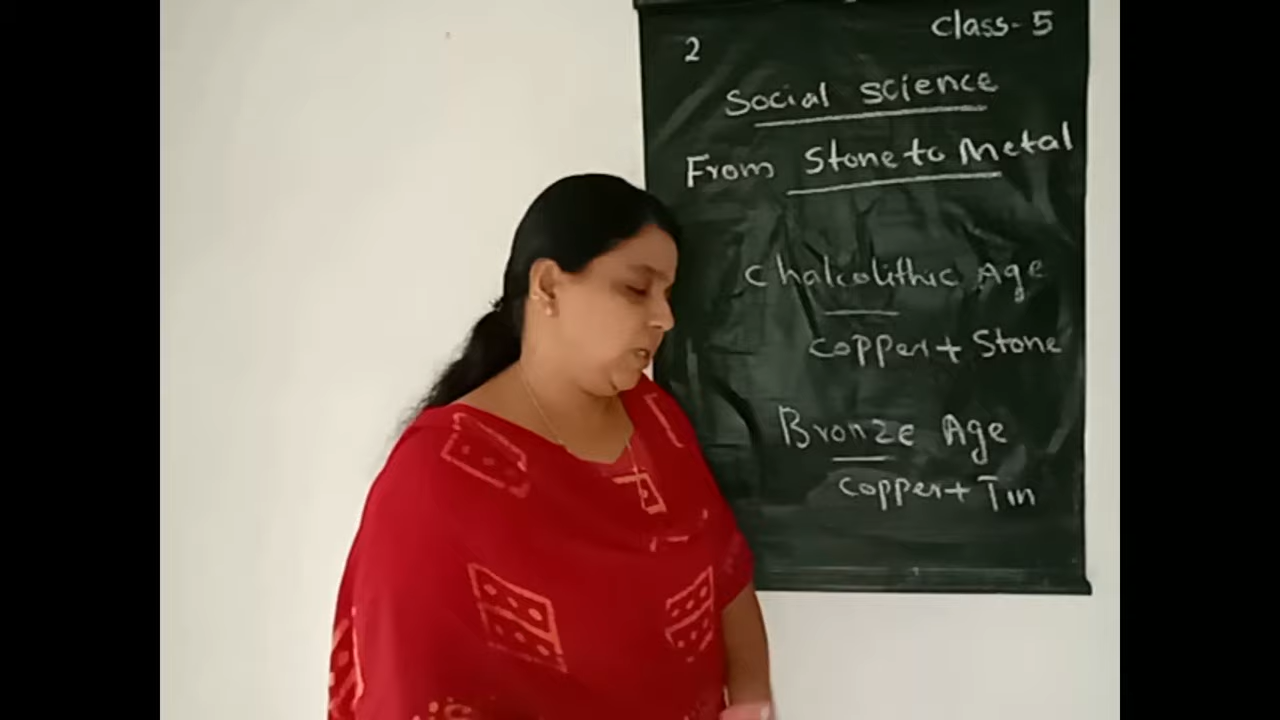 Class-5
2
Social Science
From Stone to Metal
Chalcolithic Age
Copper + Stone
Bronze Age
Copper + Tin